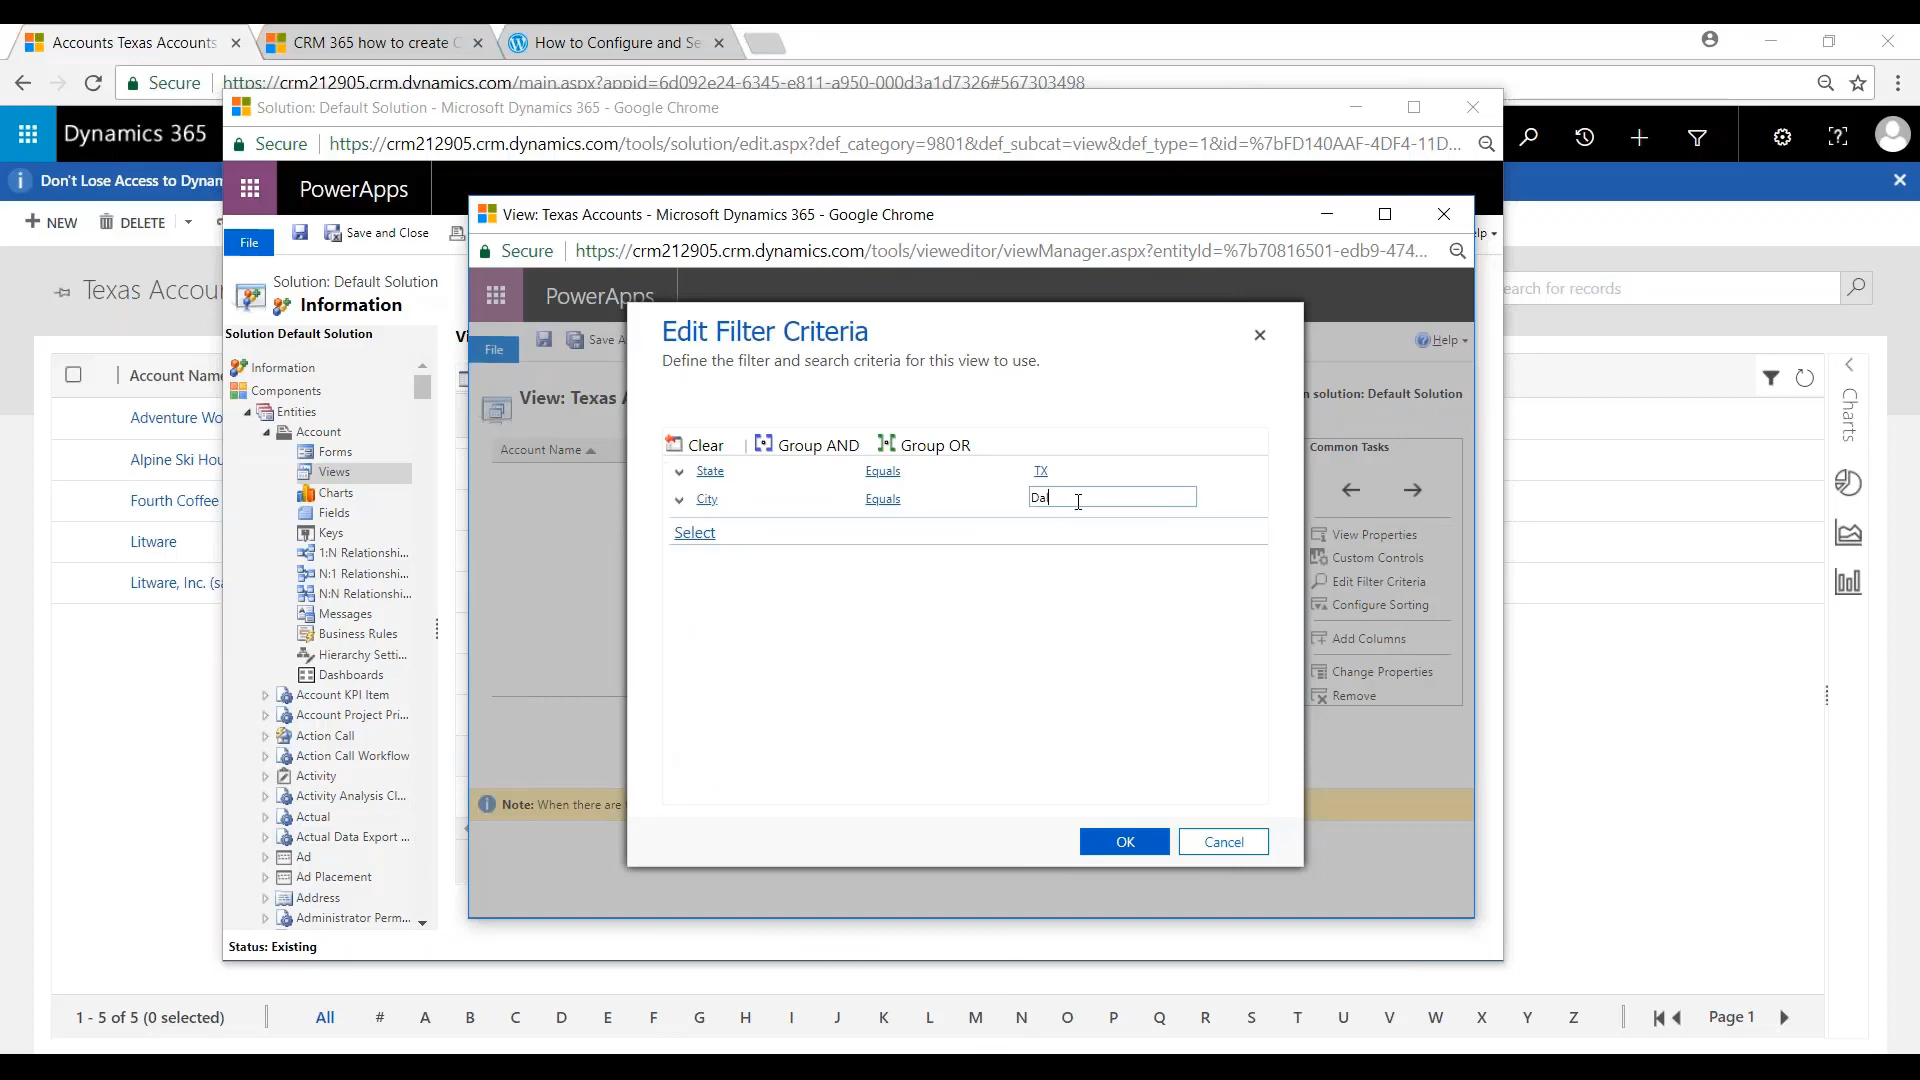 Accounts Texas Accounts
CRM 365 how to create C
How to Configure and Se
Secure https://crm212905.crm.dynamics.com/main.aspx?appid=6d092e24-6345-e811-a950-000d3a1d7326#567303498
Solution: Default Solution - Microsoft Dynamics 365 - Google Chrome
Dynamics 365
Secure https://crm212905.crm.dynamics.com/tools/solution/edit.aspx?def_category=9801&def_subcat=view&def_type=1&id=%7bFD140AAF-4DF4-11D...
Don't Lose Access to Dynam
PowerApps
NEW DELETE
File Save and Close
View: Texas Accounts - Microsoft Dynamics 365 - Google Chrome
Secure https://crm212905.crm.dynamics.com/tools/vieweditor/viewManager.aspx?entityId=%7b70816501-edb9-474...
Texas Accou
Solution: Default Solution
Information
Solution Default Solution
PowerApps
File Save A
Help
View: Texas A
n solution: Default Solution
earch for records
Account Name
Adventure Wo
Alpine Ski Hou
Fourth Coffee
Litware
Litware, Inc. (sa
Information
Components
Entities
Account
Forms
Views
Charts
Fields
Keys
1:N Relationshi...
N:1 Relationshi...
N:N Relationshi...
Messages
Business Rules
Hierarchy Setti...
Dashboards
Account KPI Item
Account Project Pri...
Action Call
Action Call Workflow
Activity
Activity Analysis Cl...
Actual
Actual Data Export ...
Ad
Ad Placement
Address
Administrator Perm...
Status: Existing
Account Name
Edit Filter Criteria
Define the filter and search criteria for this view to use.
Clear Group AND Group OR
State Equals TX
City Equals Dal
Select
OK Cancel
Note: When there are
Common Tasks
View Properties
Custom Controls
Edit Filter Criteria
Configure Sorting
Add Columns
Change Properties
Remove
Charts
1 - 5 of 5 (0 selected) All # A B C D E F G H I J K L M N O P Q R S T U V W X Y Z Page 1